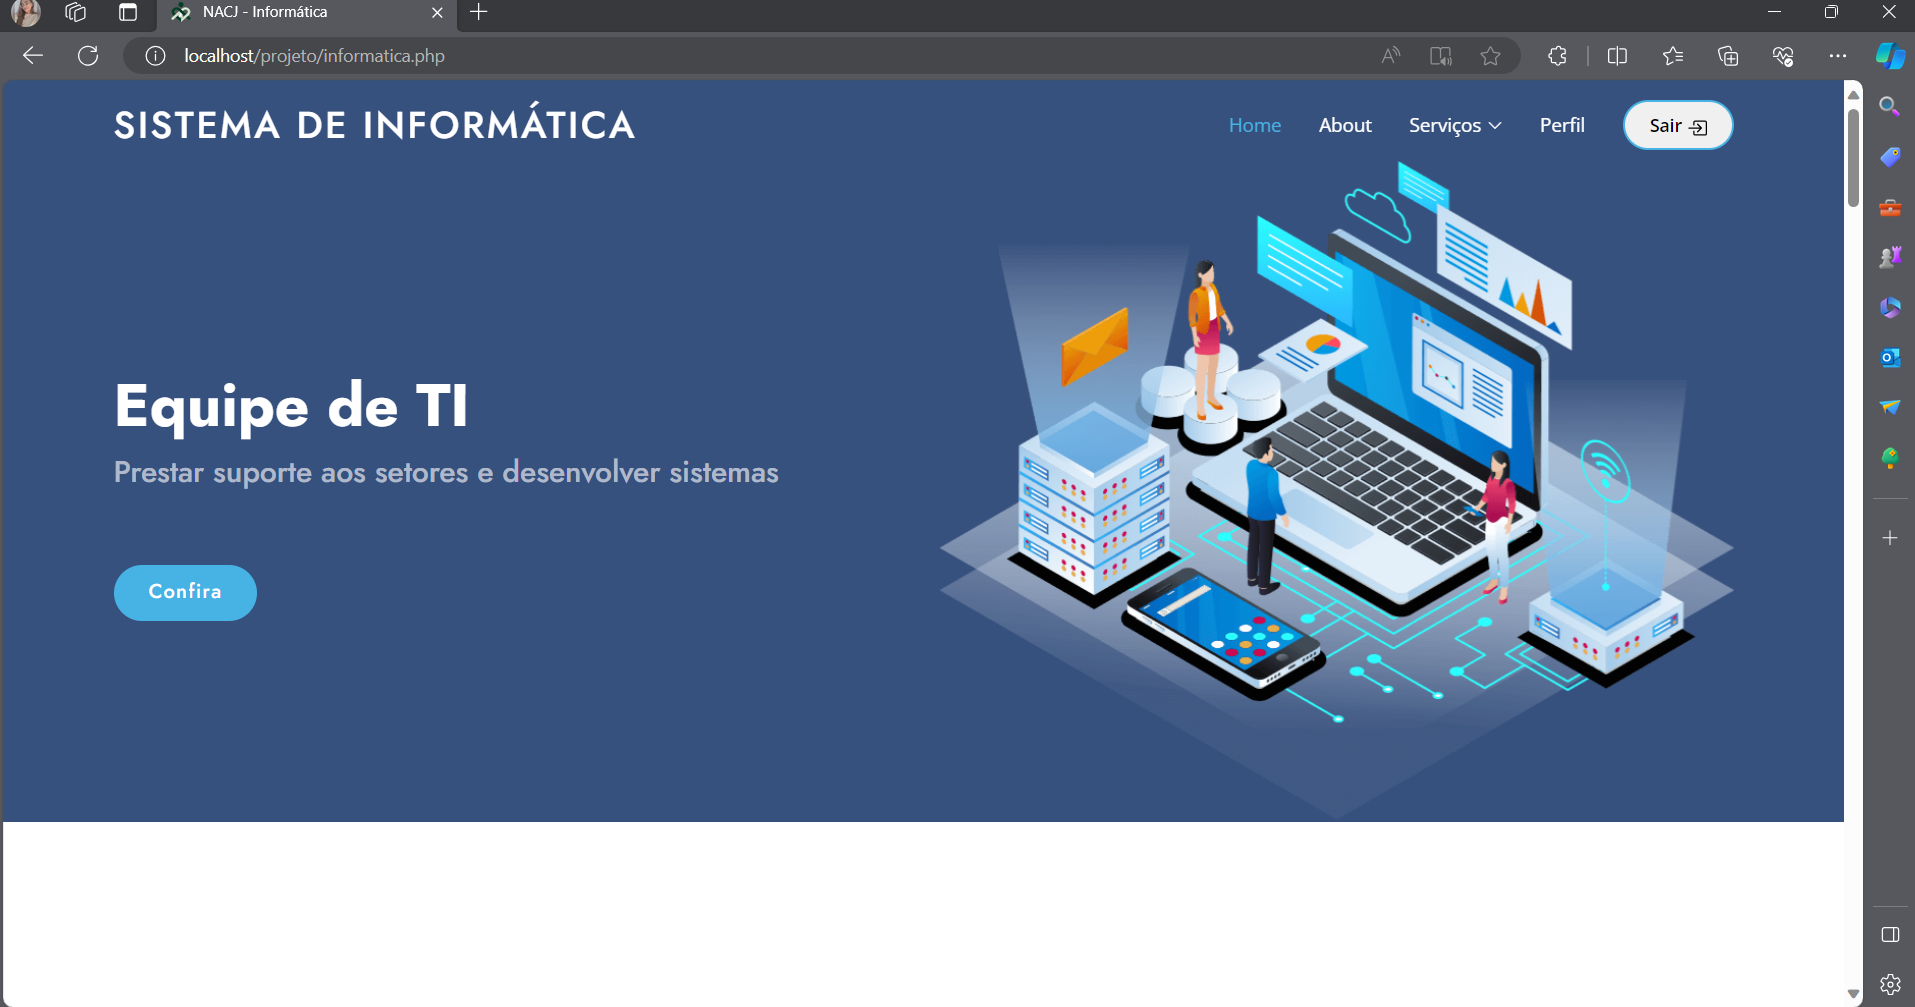 NACJ - Informática
localhost/projeto/informatica.php
SISTEMA DE INFORMÁTICA
Home
About
Serviços
Perfil
Sair
Equipe de TI
Prestar suporte aos setores e desenvolver sistemas
Confira